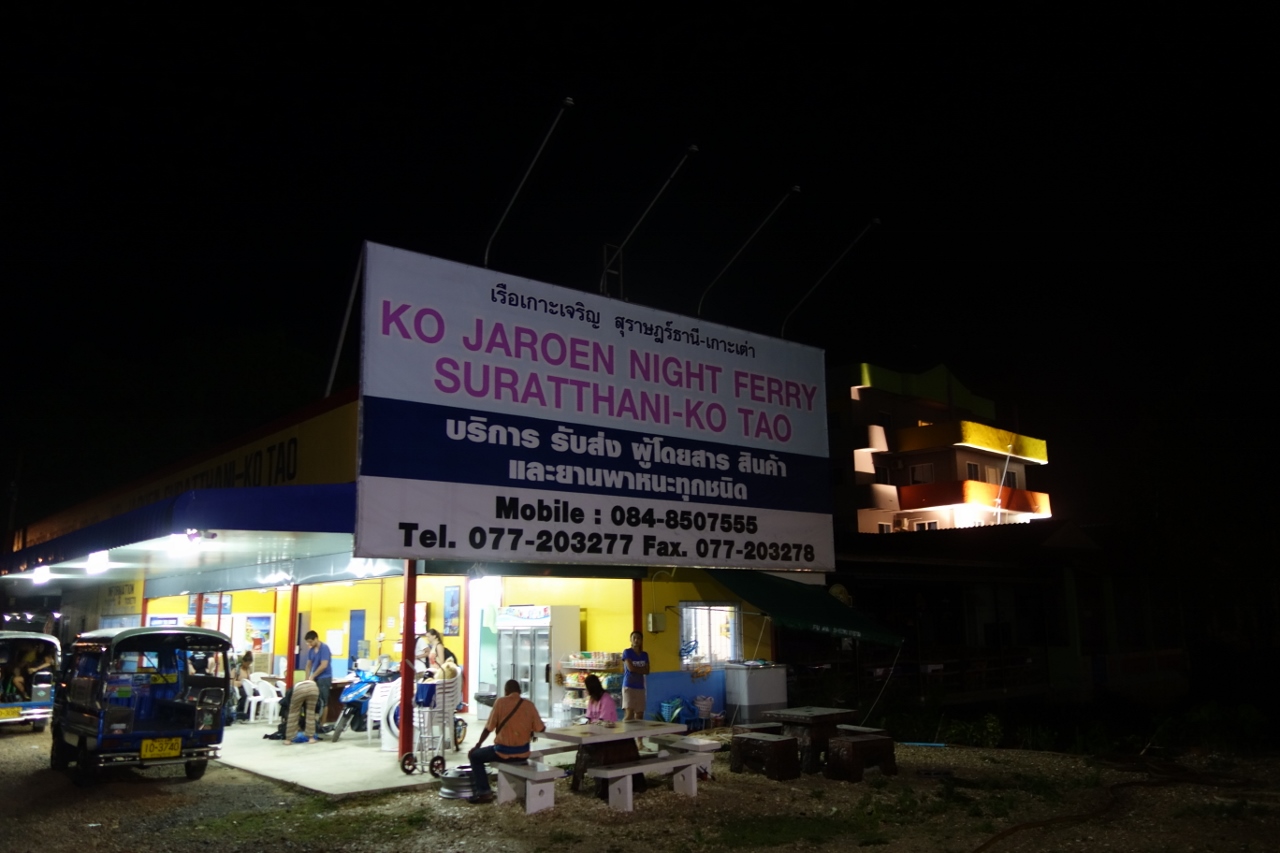 เรือเกาะเจริญ สุราษฎร์ธานี-เกาะเต่า
KO JAROEN NIGHT FERRY
SURATTHANI-KO TAO
บริการ รับส่ง ผู้โดยสาร สินค้า
และยานพาหนะทุกชนิด
Mobile : 084-8507555
Tel. 077-203277 Fax. 077-203278
SURATTHANI-KO TAO
10-3740